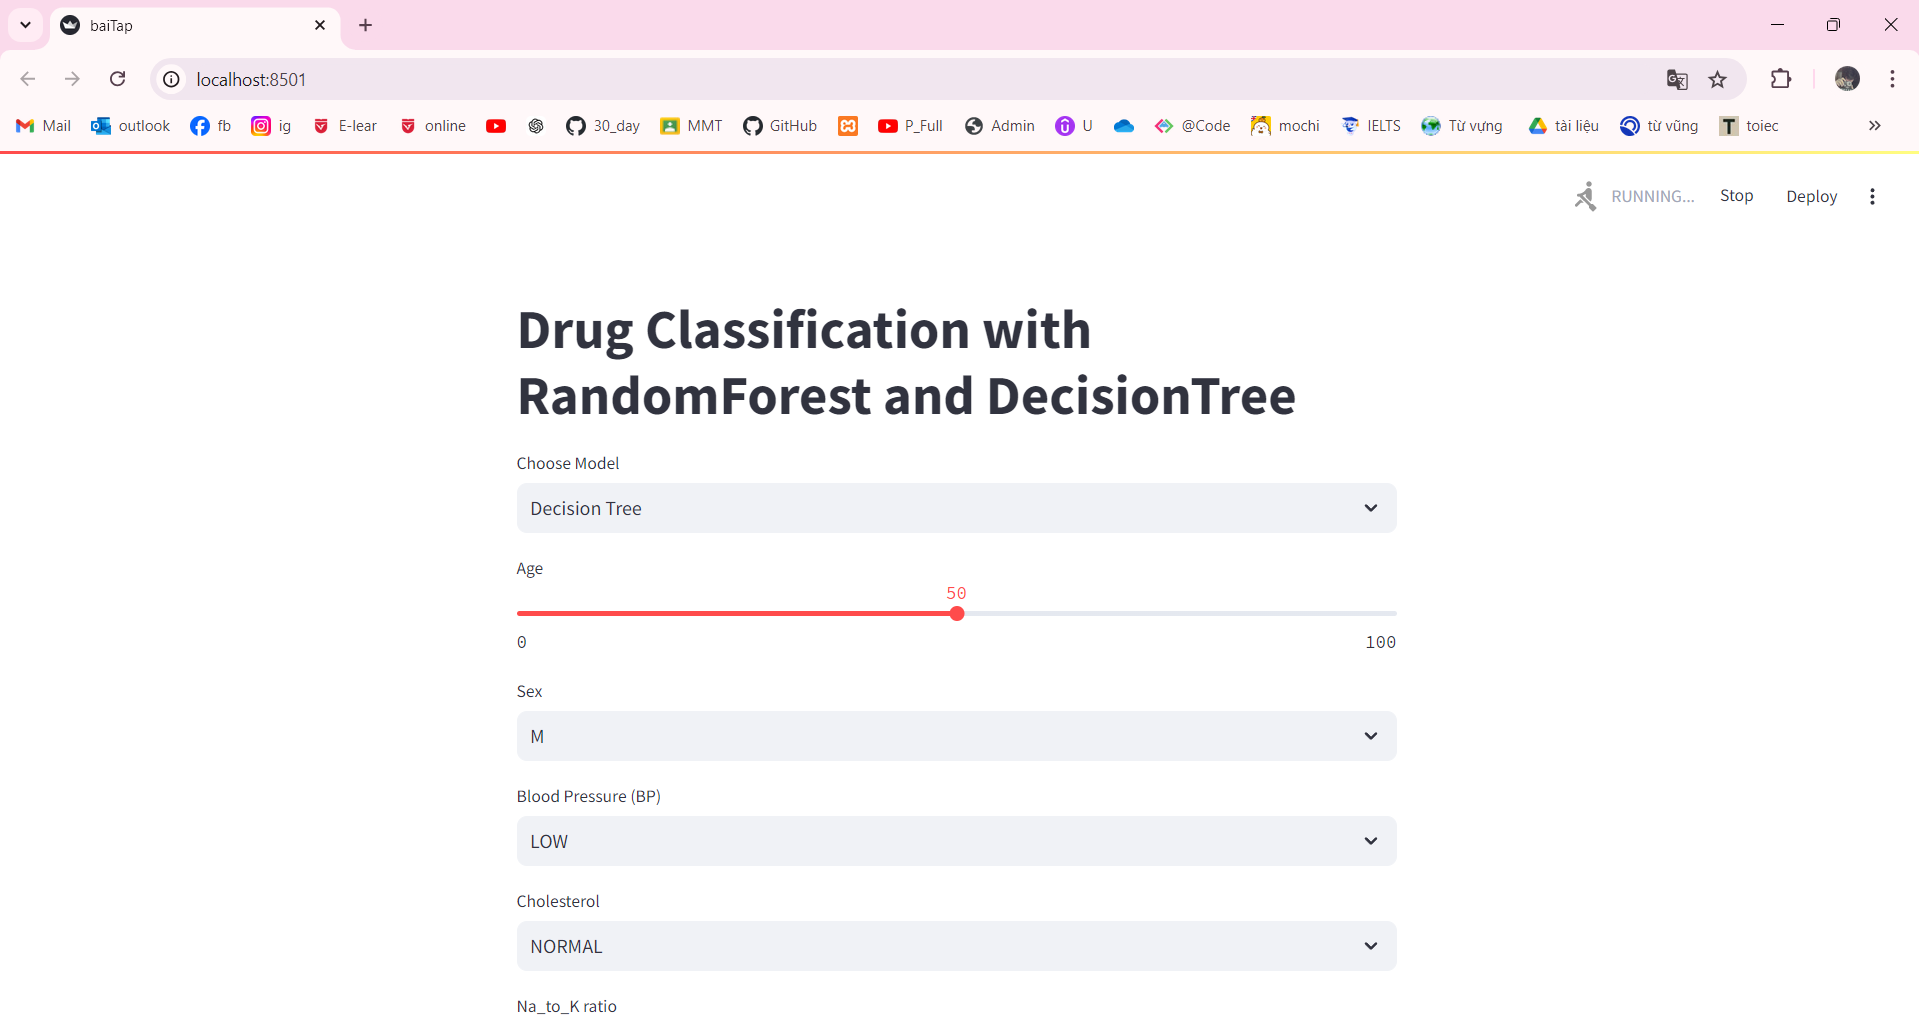 baiTap
localhost:8501
Mail outlook fb ig E-lear online 30_day MMT GitHub P_Full Admin U @Code mochi IELTS Từ vựng tài liệu từ vũng toiec
RUNNING... Stop Deploy
Drug Classification with
RandomForest and DecisionTree
Choose Model
Decision Tree
Age
50
0 100
Sex
M
Blood Pressure (BP)
LOW
Cholesterol
NORMAL
Na_to_K ratio